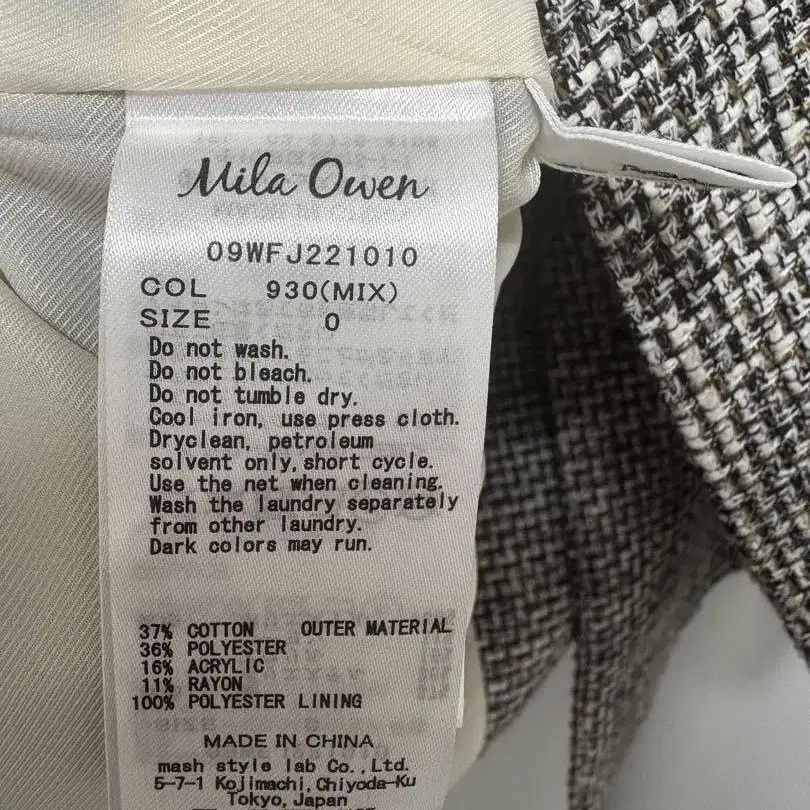 Mila Owen
09WFJ221010
COL 930(MIX)
SIZE 0
Do not wash.
Do not bleach.
Do not tumble dry.
Cool iron, use press cloth.
Dryclean, petroleum
solvent only, short cycle.
Use the net when cleaning.
Wash the laundry separately
from other laundry.
Dark colors may run.
37% COTTON OUTER MATERIAL
36% POLYESTER
16% ACRYLIC
11% RAYON
100% POLYESTER LINING
MADE IN CHINA
mash style lab Co., Ltd.
5-7-1 Kojimachi, Chiyoda-Ku
Tokyo, Japan